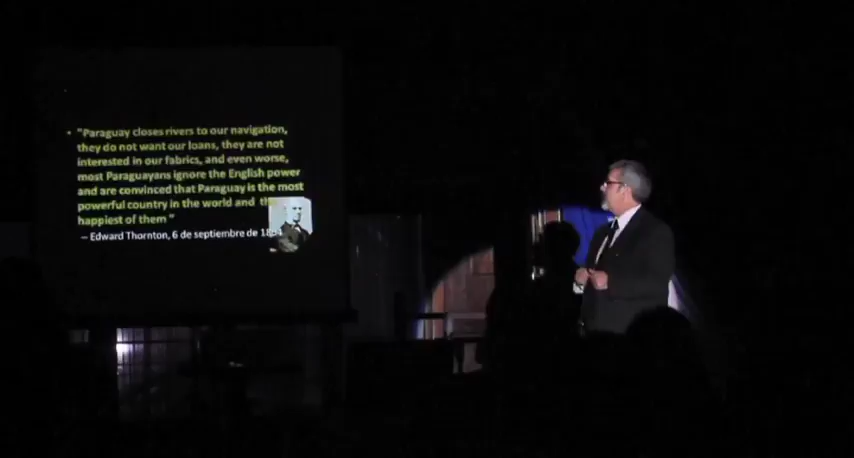 • "Paraguay closes rivers to our navigation,
they do not want our loans, they are not
interested in our fabrics, and even worse,
most Paraguayans ignore the English power
and are convinced that Paraguay is the most
powerful country in the world and
happiest of them "
– Edward Thornton, 6 de septiembre de